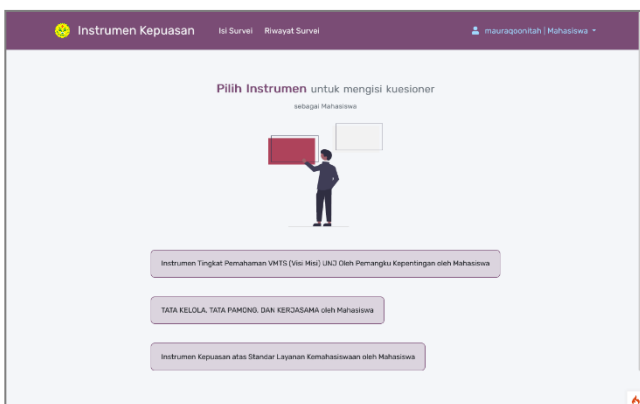 Instrumen Kepuasan Isi Survei Riwayat Survei mauraqoonitah | Mahasiswa
Pilih Instrumen untuk mengisi kuesioner
sebagai Mahasiswa
Instrumen Tingkat Pemahaman VMTS (Visi Misi) UNJ Oleh Pemangku Kepentingan oleh Mahasiswa
TATA KELOLA, TATA PAMONG, DAN KERJASAMA oleh Mahasiswa
Instrumen Kepuasan atas Standar Layanan Kemahasiswaan oleh Mahasiswa